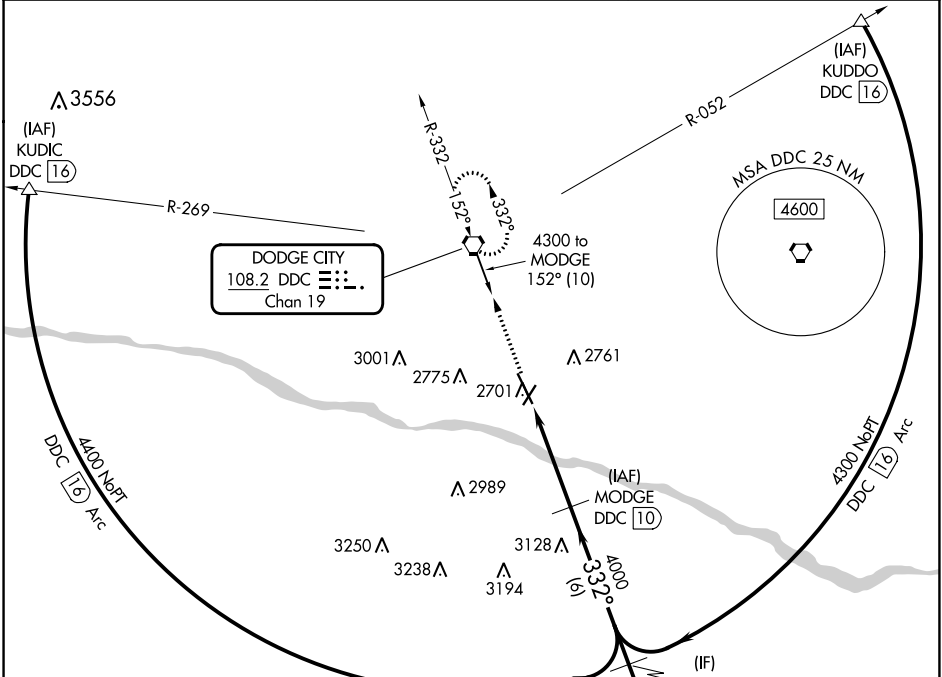 (IAF)
KUDDO
DDC 16
3556
(IAF)
KUDIC
DDC 16
R-052
R-332
152°
332°
MSA DDC 25 NM
4600
R-269
DODGE CITY
108.2 DDC
Chan 19
4300 to
MODGE
152° (10)
3001
2775
2701
2761
4400 NoPT
DDC 16 Arc
4300 NoPT
DDC 16 Arc
2989
(IAF)
MODGE
DDC 10
3250
3238
3194
3128
4000
332°
(6)
(IF)